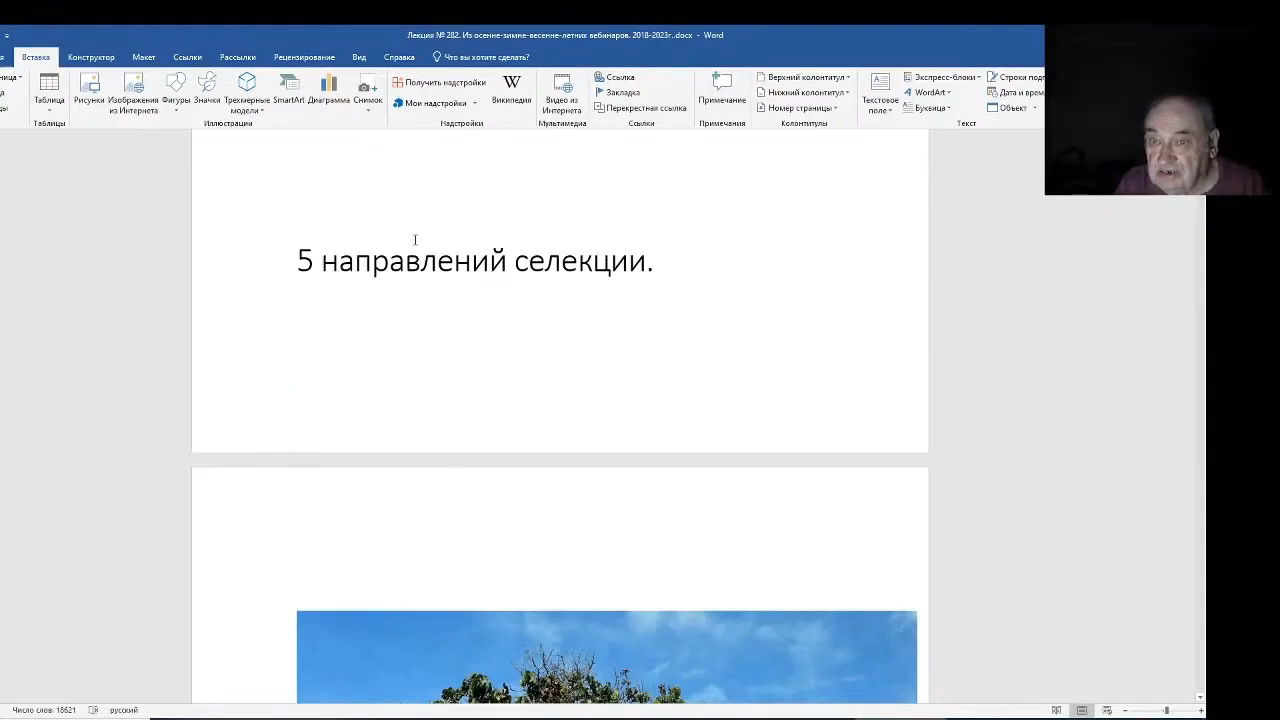 Лекция № 282. Из осенне-зимне-весенне-летних вебинаров. 2018-2023г..docx - Word
Вставка Конструктор Макет Ссылки Рассылки Рецензирование Вид Справка Что вы хотите сделать?
Таблица
Таблицы
Рисунки Изображения из Интернета Фигуры Значки Трехмерные модели SmartArt Диаграмма Снимок
Иллюстрации
Получить надстройки
Мои надстройки
W
Википедия
Надстройки
Видео из Интернета
Мультимедиа
Ссылка
Закладка
Перекрестная ссылка
Ссылки
Примечание
Примечания
Верхний колонтитул
Нижний колонтитул
Номер страницы
Колонтитулы
Текстовое поле
Экспресс-блоки
WordArt
Буквица
Объект
Текст
5 направлений селекции.
Число слов: 18621 русский